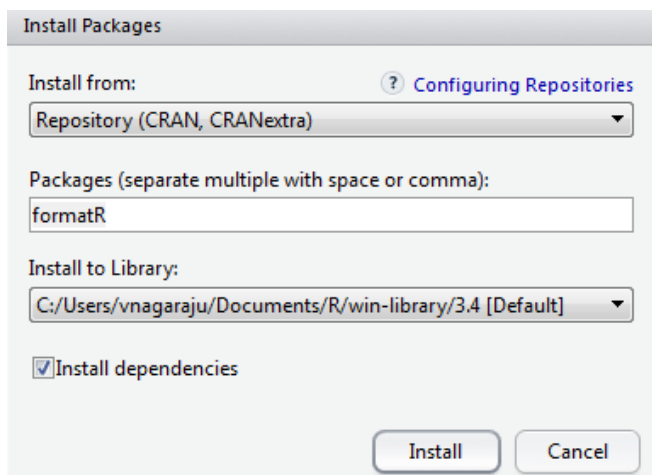 Install Packages
Install from:
? Configuring Repositories
Repository (CRAN, CRANextra)
Packages (separate multiple with space or comma):
formatR
Install to Library:
C:/Users/vnagaraju/Documents/R/win-library/3.4 [Default]
Install dependencies
Install
Cancel